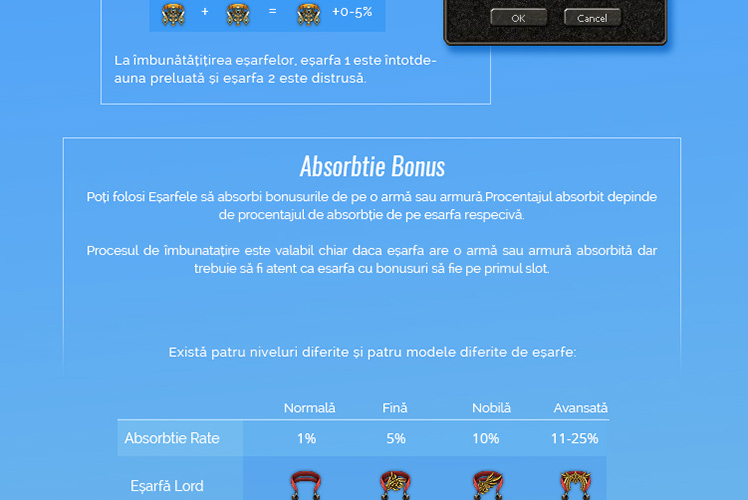 + = +0-5%
OK Cancel
La îmbunătățitirea eșarfelor, eșarfa 1 este întotde-
auna preluată și eșarfa 2 este distrusă.
Absorbtie Bonus
Poți folosi Eșarfele să absorbi bonusurile de pe o armă sau armură.Procentajul absorbit depinde
de procentajul de absorbție de pe esarfa respecivă.
Procesul de îmbunatațire este valabil chiar daca eșarfa are o armă sau armură absorbită dar
trebuie să fi atent ca esarfa cu bonusuri să fie pe primul slot.
Există patru niveluri diferite și patru modele diferite de eșarfe:
Normală Fină Nobilă Avansată
Absorbtie Rate 1% 5% 10% 11-25%
Eșarfă Lord